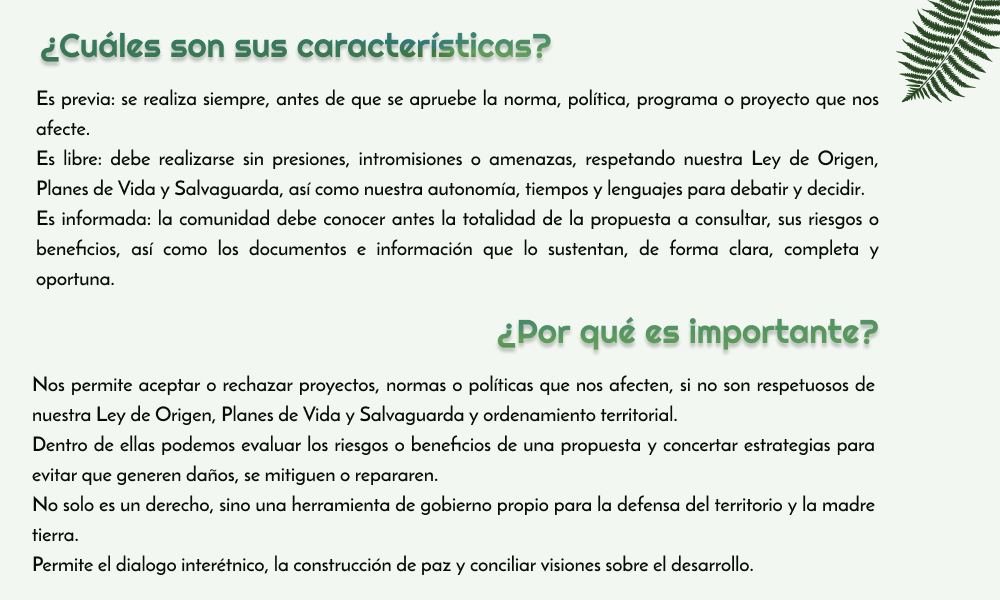 ¿Cuáles son sus características?
Es previa: se realiza siempre, antes de que se apruebe la norma, política, programa o proyecto que nos
afecte.
Es libre: debe realizarse sin presiones, intromisiones o amenazas, respetando nuestra Ley de Origen,
Planes de Vida y Salvaguarda, así como nuestra autonomía, tiempos y lenguajes para debatir y decidir.
Es informada: la comunidad debe conocer antes la totalidad de la propuesta a consultar, sus riesgos o
beneficios, así como los documentos e información que lo sustentan, de forma clara, completa y
oportuna.
¿Por qué es importante?
Nos permite aceptar o rechazar proyectos, normas o políticas que nos afecten, si no son respetuosos de
nuestra Ley de Origen, Planes de Vida y Salvaguarda y ordenamiento territorial.
Dentro de ellas podemos evaluar los riesgos o beneficios de una propuesta y concertar estrategias para
evitar que generen daños, se mitiguen o repararen.
No solo es un derecho, sino una herramienta de gobierno propio para la defensa del territorio y la madre
tierra.
Permite el dialogo interétnico, la construcción de paz y conciliar visiones sobre el desarrollo.